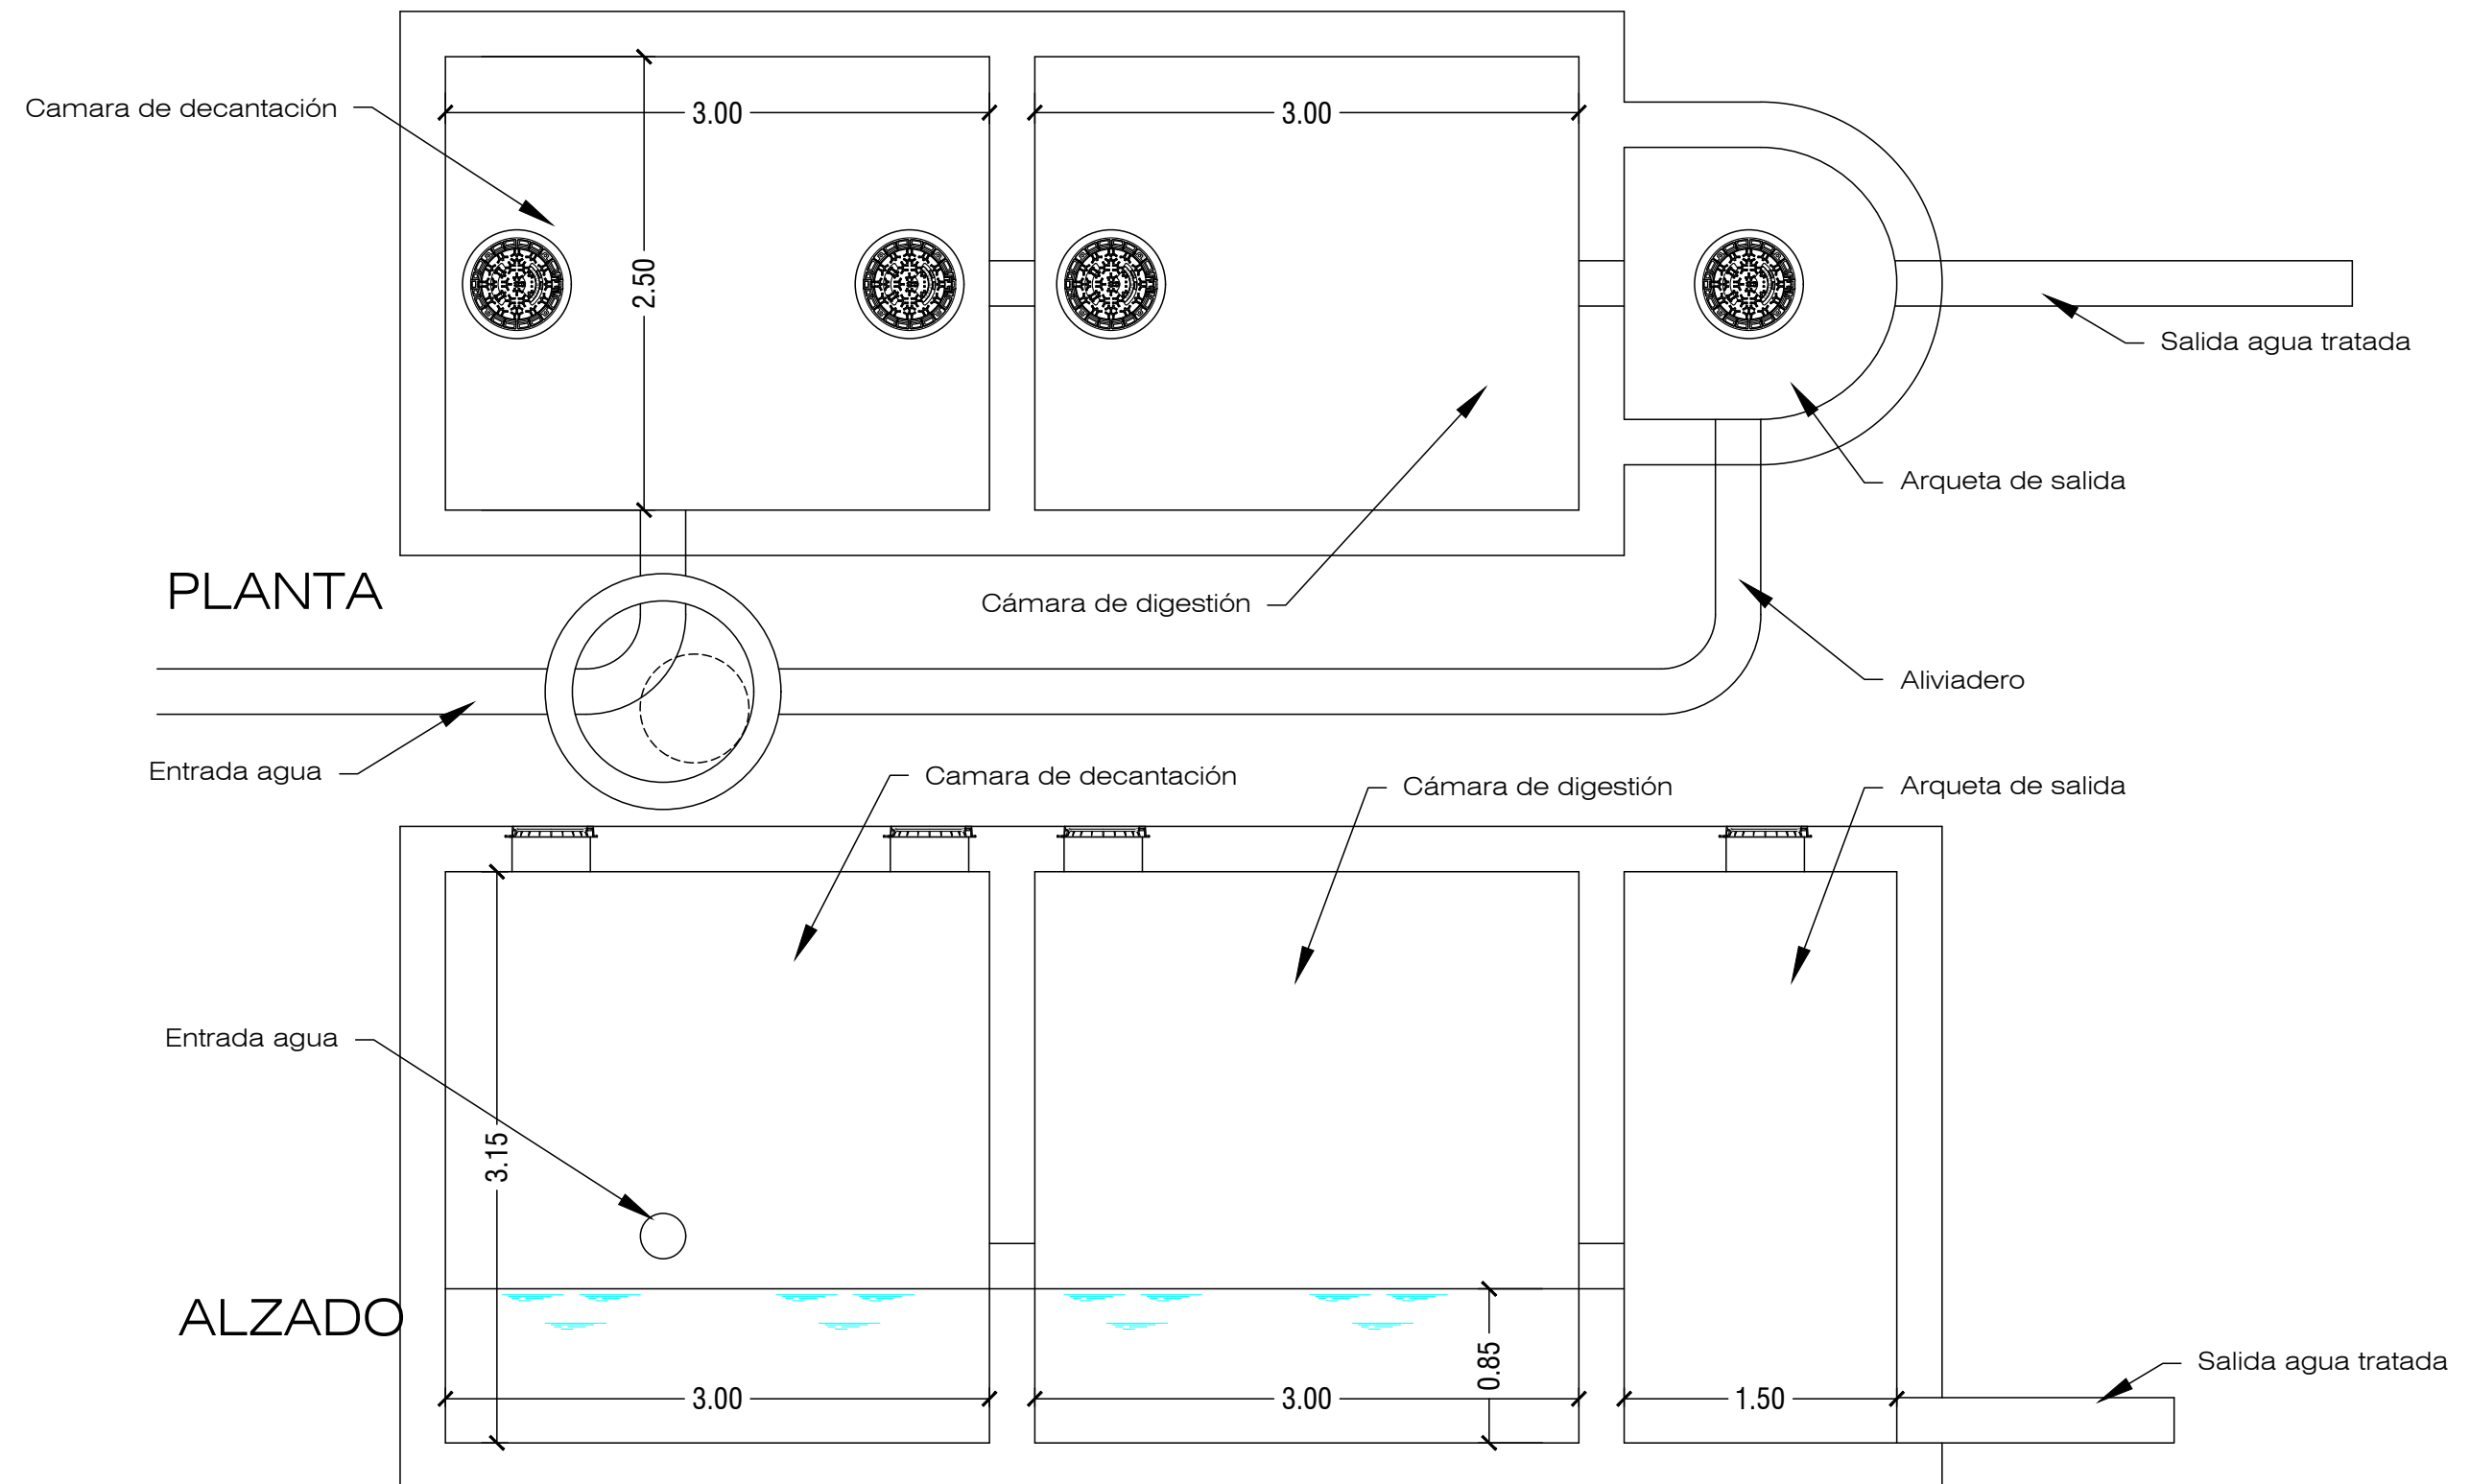 Camara de decantación
3.00
3.00
2.50
Salida agua tratada
Arqueta de salida
PLANTA
Cámara de digestión
Aliviadero
Entrada agua
Camara de decantación
Cámara de digestión
Arqueta de salida
Entrada agua
3.15
ALZADO
0.85
Salida agua tratada
3.00
3.00
1.50